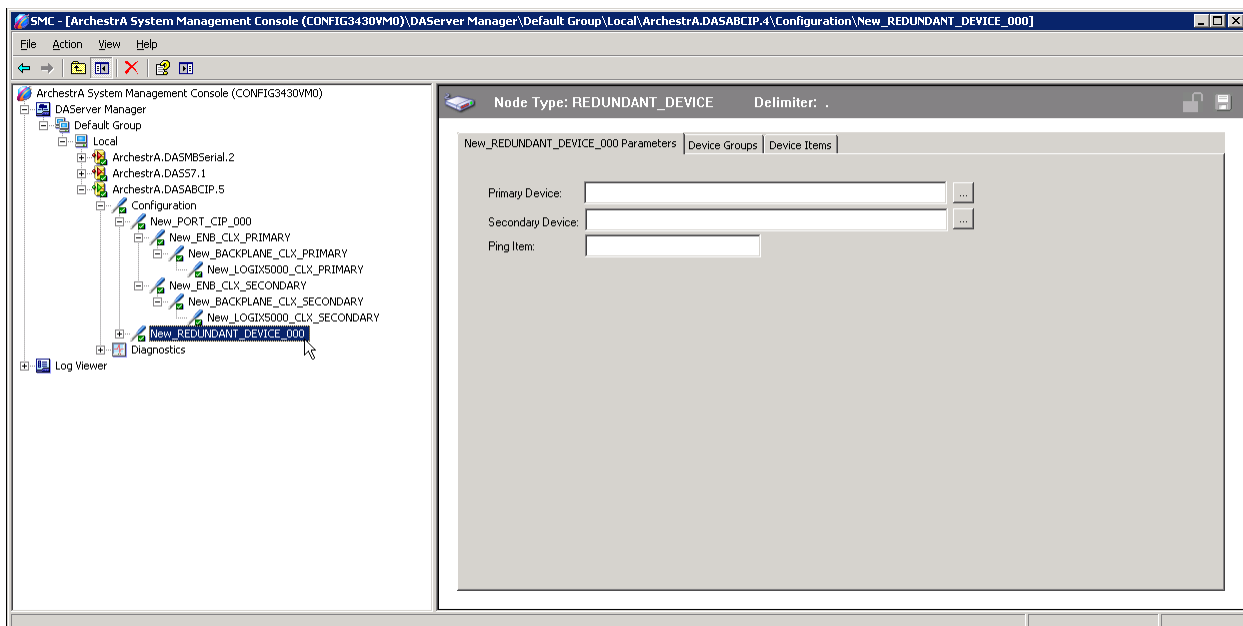 SMC - [ArchestrA System Management Console (CONFIG3430VM0)\DAServer Manager\Default Group\Local\ArchestrA.DASABCIP.4\Configuration\New_REDUNDANT_DEVICE_000]
File Action View Help
ArchestrA System Management Console (CONFIG3430VM0)
DAServer Manager
Default Group
Local
ArchestrA.DASMBSerial.2
ArchestrA.DASS7.1
ArchestrA.DASABCIP.5
Configuration
New_PORT_CIP_000
New_ENB_CLX_PRIMARY
New_BACKPLANE_CLX_PRIMARY
New_LOGIX5000_CLX_PRIMARY
New_ENB_CLX_SECONDARY
New_BACKPLANE_CLX_SECONDARY
New_LOGIX5000_CLX_SECONDARY
New_REDUNDANT_DEVICE_000
Diagnostics
Log Viewer
Node Type: REDUNDANT_DEVICE Delimiter: .
New_REDUNDANT_DEVICE_000 Parameters Device Groups Device Items
Primary Device: ...
Secondary Device: ...
Ping Item: